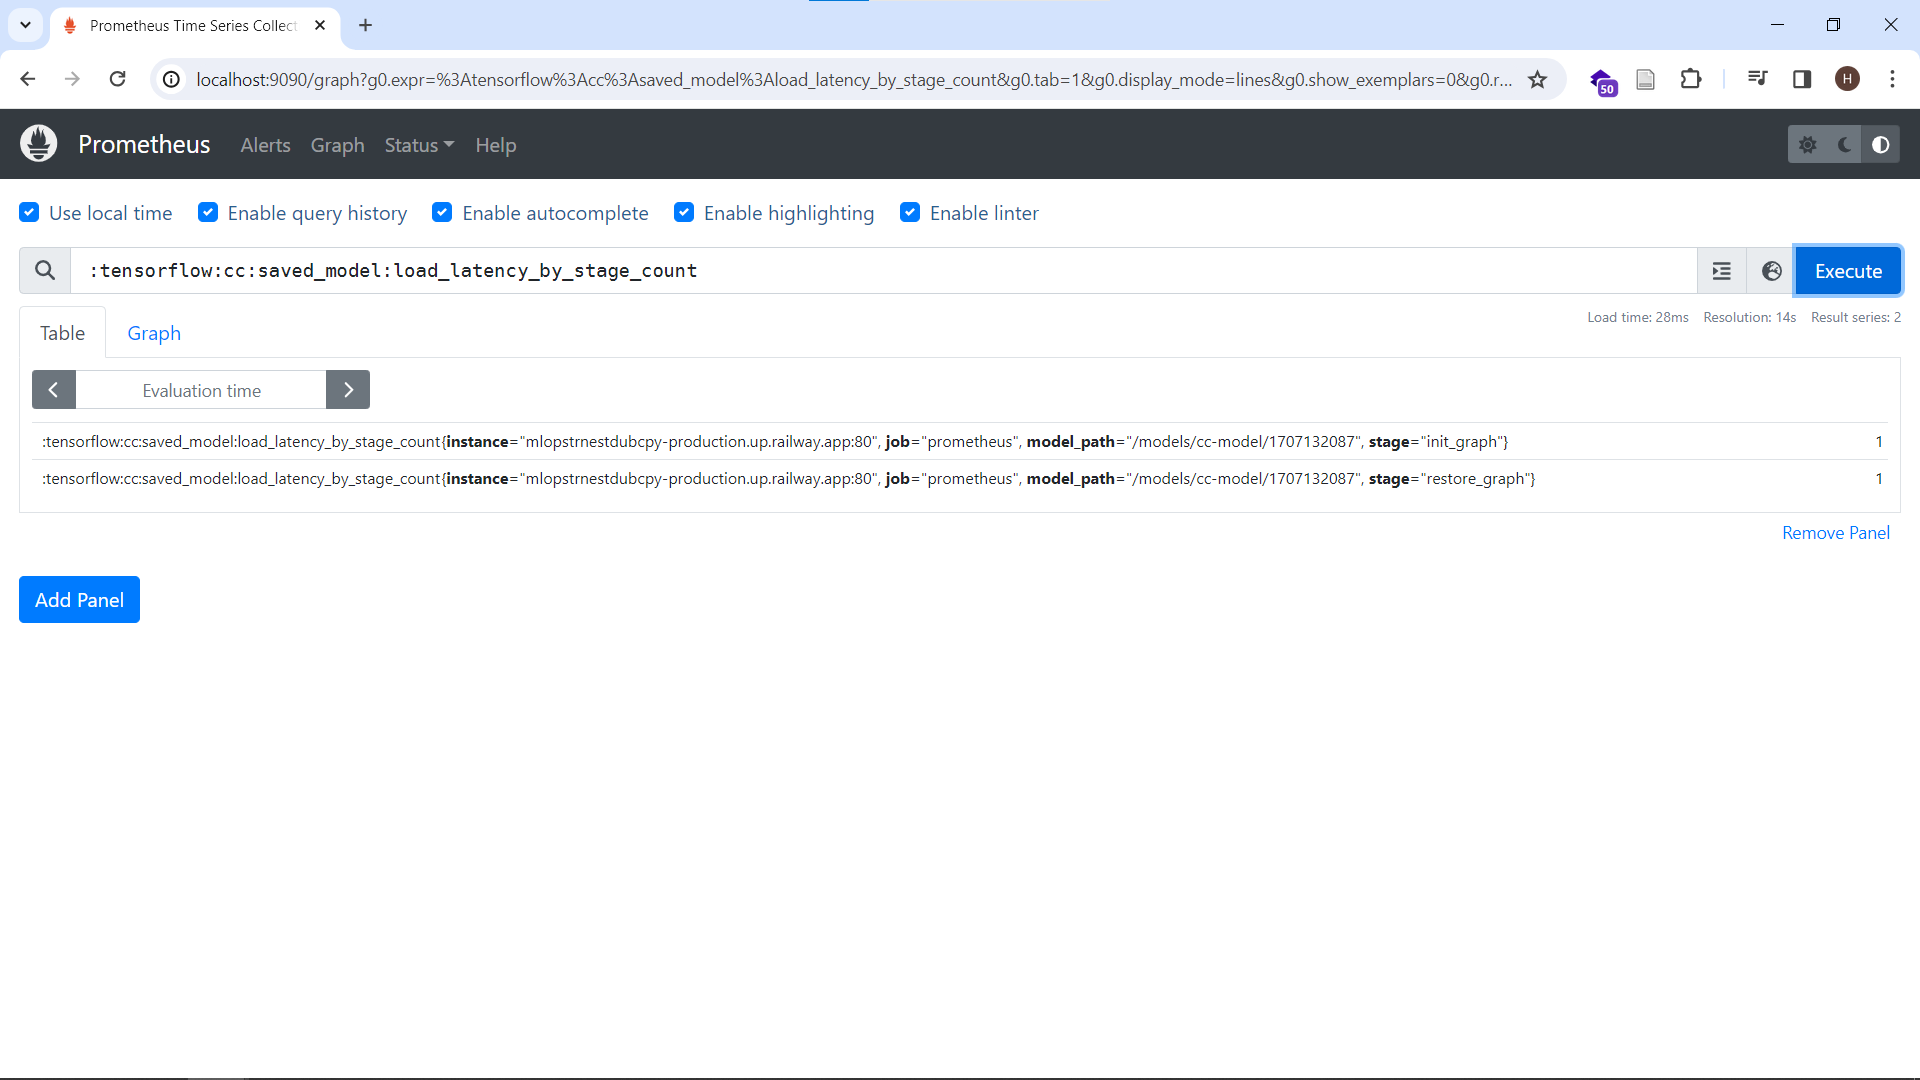 Prometheus Time Series Collect
localhost:9090/graph?g0.expr=%3Atensorflow%3Acc%3Asaved_model%3Aload_latency_by_stage_count&g0.tab=1&g0.display_mode=lines&g0.show_exemplars=0&g0.r...
50
H
Prometheus Alerts Graph Status Help
Use local time Enable query history Enable autocomplete Enable highlighting Enable linter
:tensorflow:cc:saved_model:load_latency_by_stage_count
Execute
Table Graph
Load time: 28ms Resolution: 14s Result series: 2
Evaluation time
:tensorflow:cc:saved_model:load_latency_by_stage_count{instance="mlopstrnestdubcpy-production.up.railway.app:80", job="prometheus", model_path="/models/cc-model/1707132087", stage="init_graph"} 1
:tensorflow:cc:saved_model:load_latency_by_stage_count{instance="mlopstrnestdubcpy-production.up.railway.app:80", job="prometheus", model_path="/models/cc-model/1707132087", stage="restore_graph"} 1
Remove Panel
Add Panel